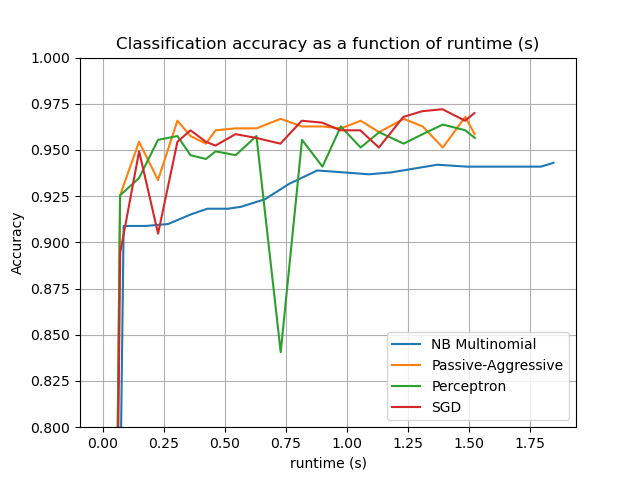 Classification accuracy as a function of runtime (s)
1.000
0.975
0.950
0.925
0.900
0.875
0.850
0.825
0.800
Accuracy
NB Multinomial
Passive-Aggressive
Perceptron
SGD
0.00 0.25 0.50 0.75 1.00 1.25 1.50 1.75
runtime (s)